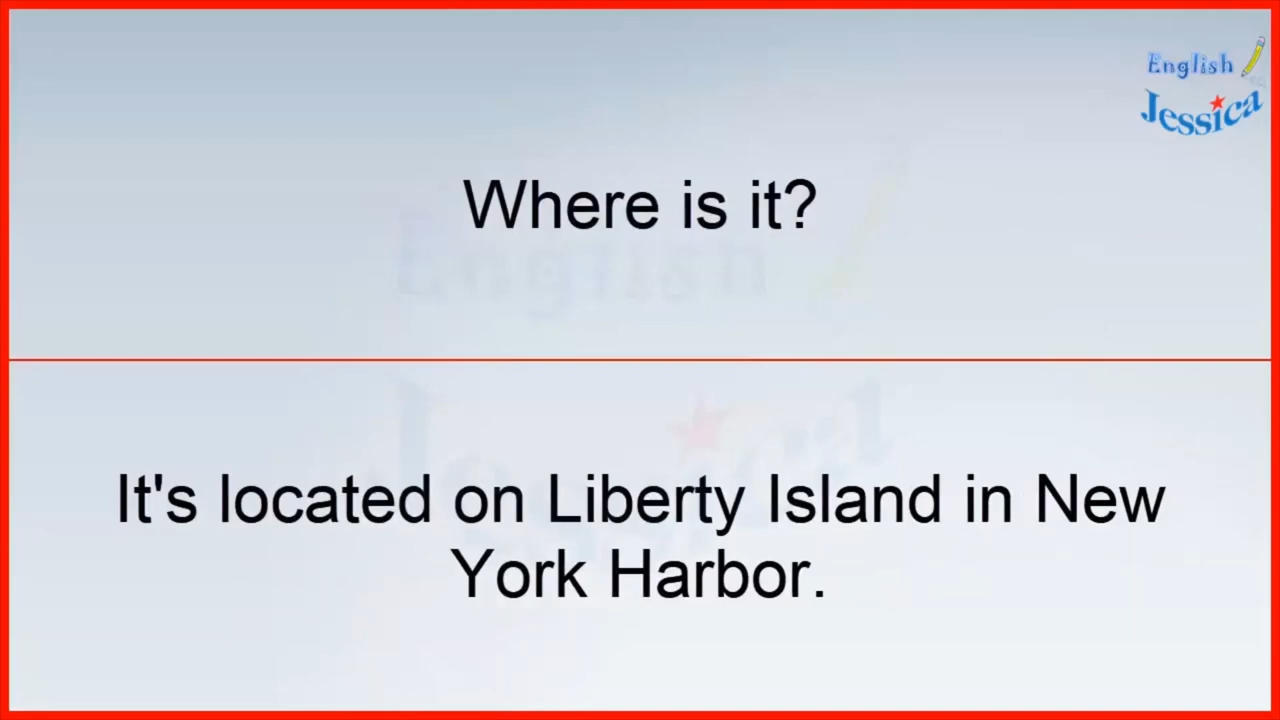 English
Jessica
Where is it?
It's located on Liberty Island in New
York Harbor.